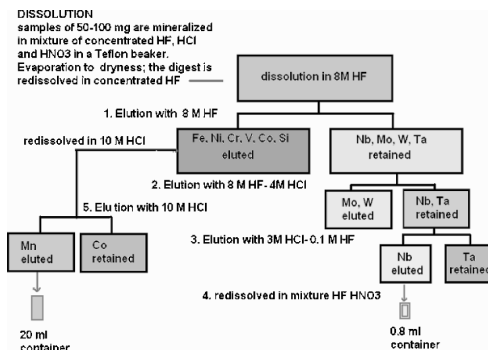 DISSOLUTION
samples of 50-100 mg are mineralized
in mixture of concentrated HF, HCl
and HNO3 in a Teflon beaker.
Evaporation to dryness; the digest is
redissolved in concentrated HF
dissolution in 8M HF
1. Elution with 8 M HF
redissolved in 10 M HCl
Fe, Ni, Cr, V, Co, Si
eluted
Nb, Mo, W, Ta
retained
2. Elution with 8 M HF-4M HCl
5. Elution with 10 M HCl
Mo, W
eluted
Nb, Ta
retained
Mn
eluted
Co
retained
3. Elution with 3M HCl-0.1 M HF
Nb
eluted
Ta
retained
4. redissolved in mixture HF HNO3
20 ml
container
0.8 ml
container